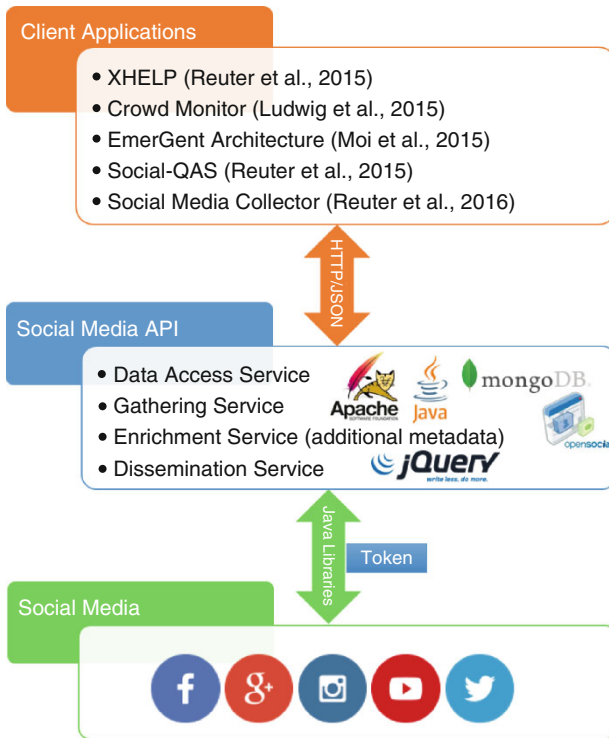 Client Applications
• XHELP (Reuter et al., 2015)
• Crowd Monitor (Ludwig et al., 2015)
• EmerGent Architecture (Moi et al., 2015)
• Social-QAS (Reuter et al., 2015)
• Social Media Collector (Reuter et al., 2016)
HTTP/JSON
Social Media API
• Data Access Service
• Gathering Service
• Enrichment Service (additional metadata)
• Dissemination Service
Apache
SOFTWARE FOUNDATION
Java
mongoDB.
opensocial
jQuery
write less. do more.
Java Libraries
Token
Social Media
f
g+